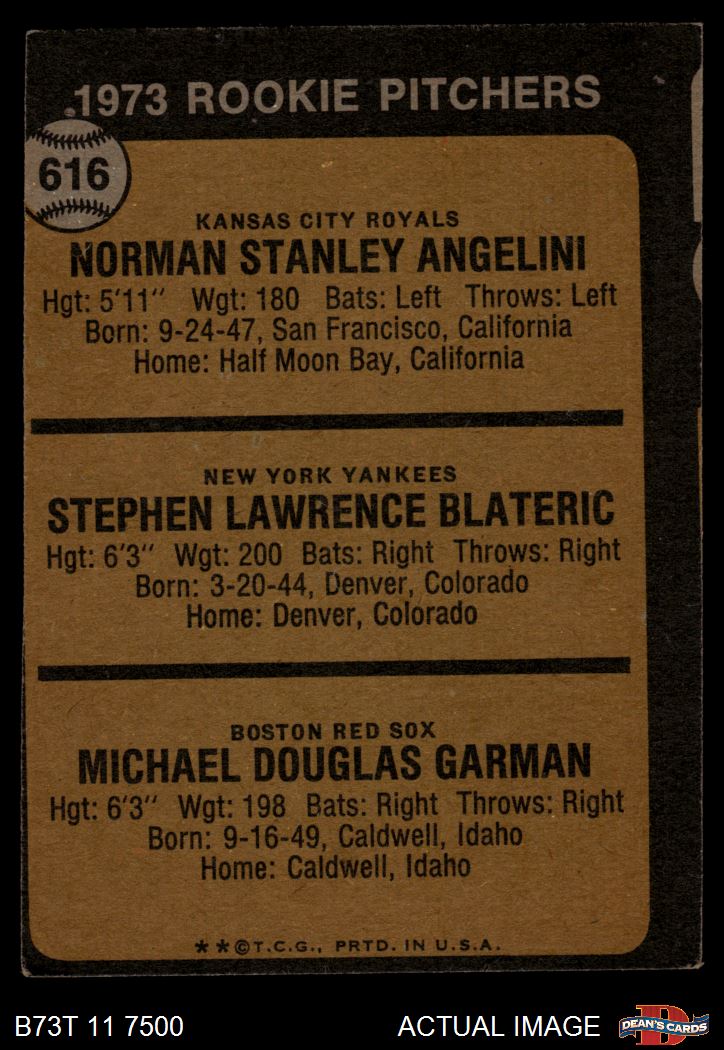 1973 ROOKIE PITCHERS
616
KANSAS CITY ROYALS
NORMAN STANLEY ANGELINI
Hgt: 5'11" Wgt: 180 Bats: Left Throws: Left
Born: 9-24-47, San Francisco, California
Home: Half Moon Bay, California
NEW YORK YANKEES
STEPHEN LAWRENCE BLATERIC
Hgt: 6'3" Wgt: 200 Bats: Right Throws: Right
Born: 3-20-44, Denver, Colorado
Home: Denver, Colorado
BOSTON RED SOX
MICHAEL DOUGLAS GARMAN
Hgt: 6'3" Wgt: 198 Bats: Right Throws: Right
Born: 9-16-49, Caldwell, Idaho
Home: Caldwell, Idaho
**©T.C.G., PRTD. IN U.S.A.
B73T 11 7500 ACTUAL IMAGE
D
DEAN'S CARDS